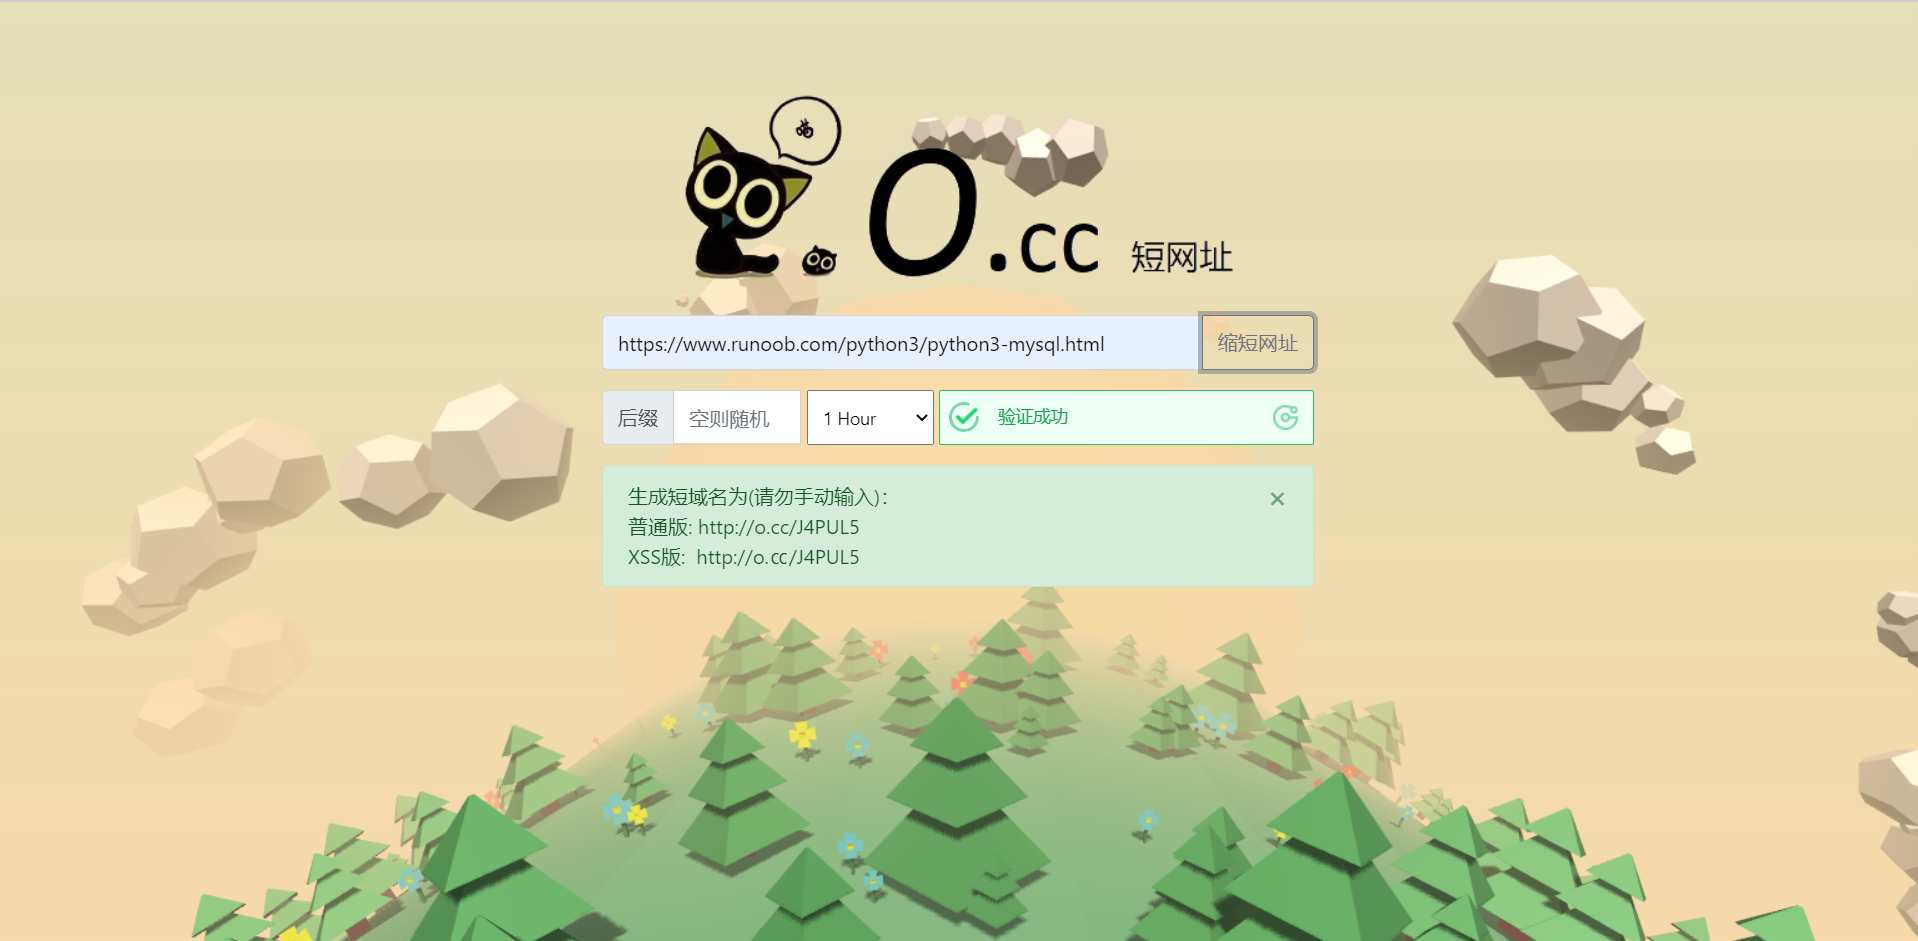 O.cc 短网址
https://www.runoob.com/python3/python3-mysql.html 缩短网址
后缀 空则随机 1 Hour 验证成功
生成短域名为(请勿手动输入):
普通版: http://o.cc/J4PUL5
XSS版: http://o.cc/J4PUL5